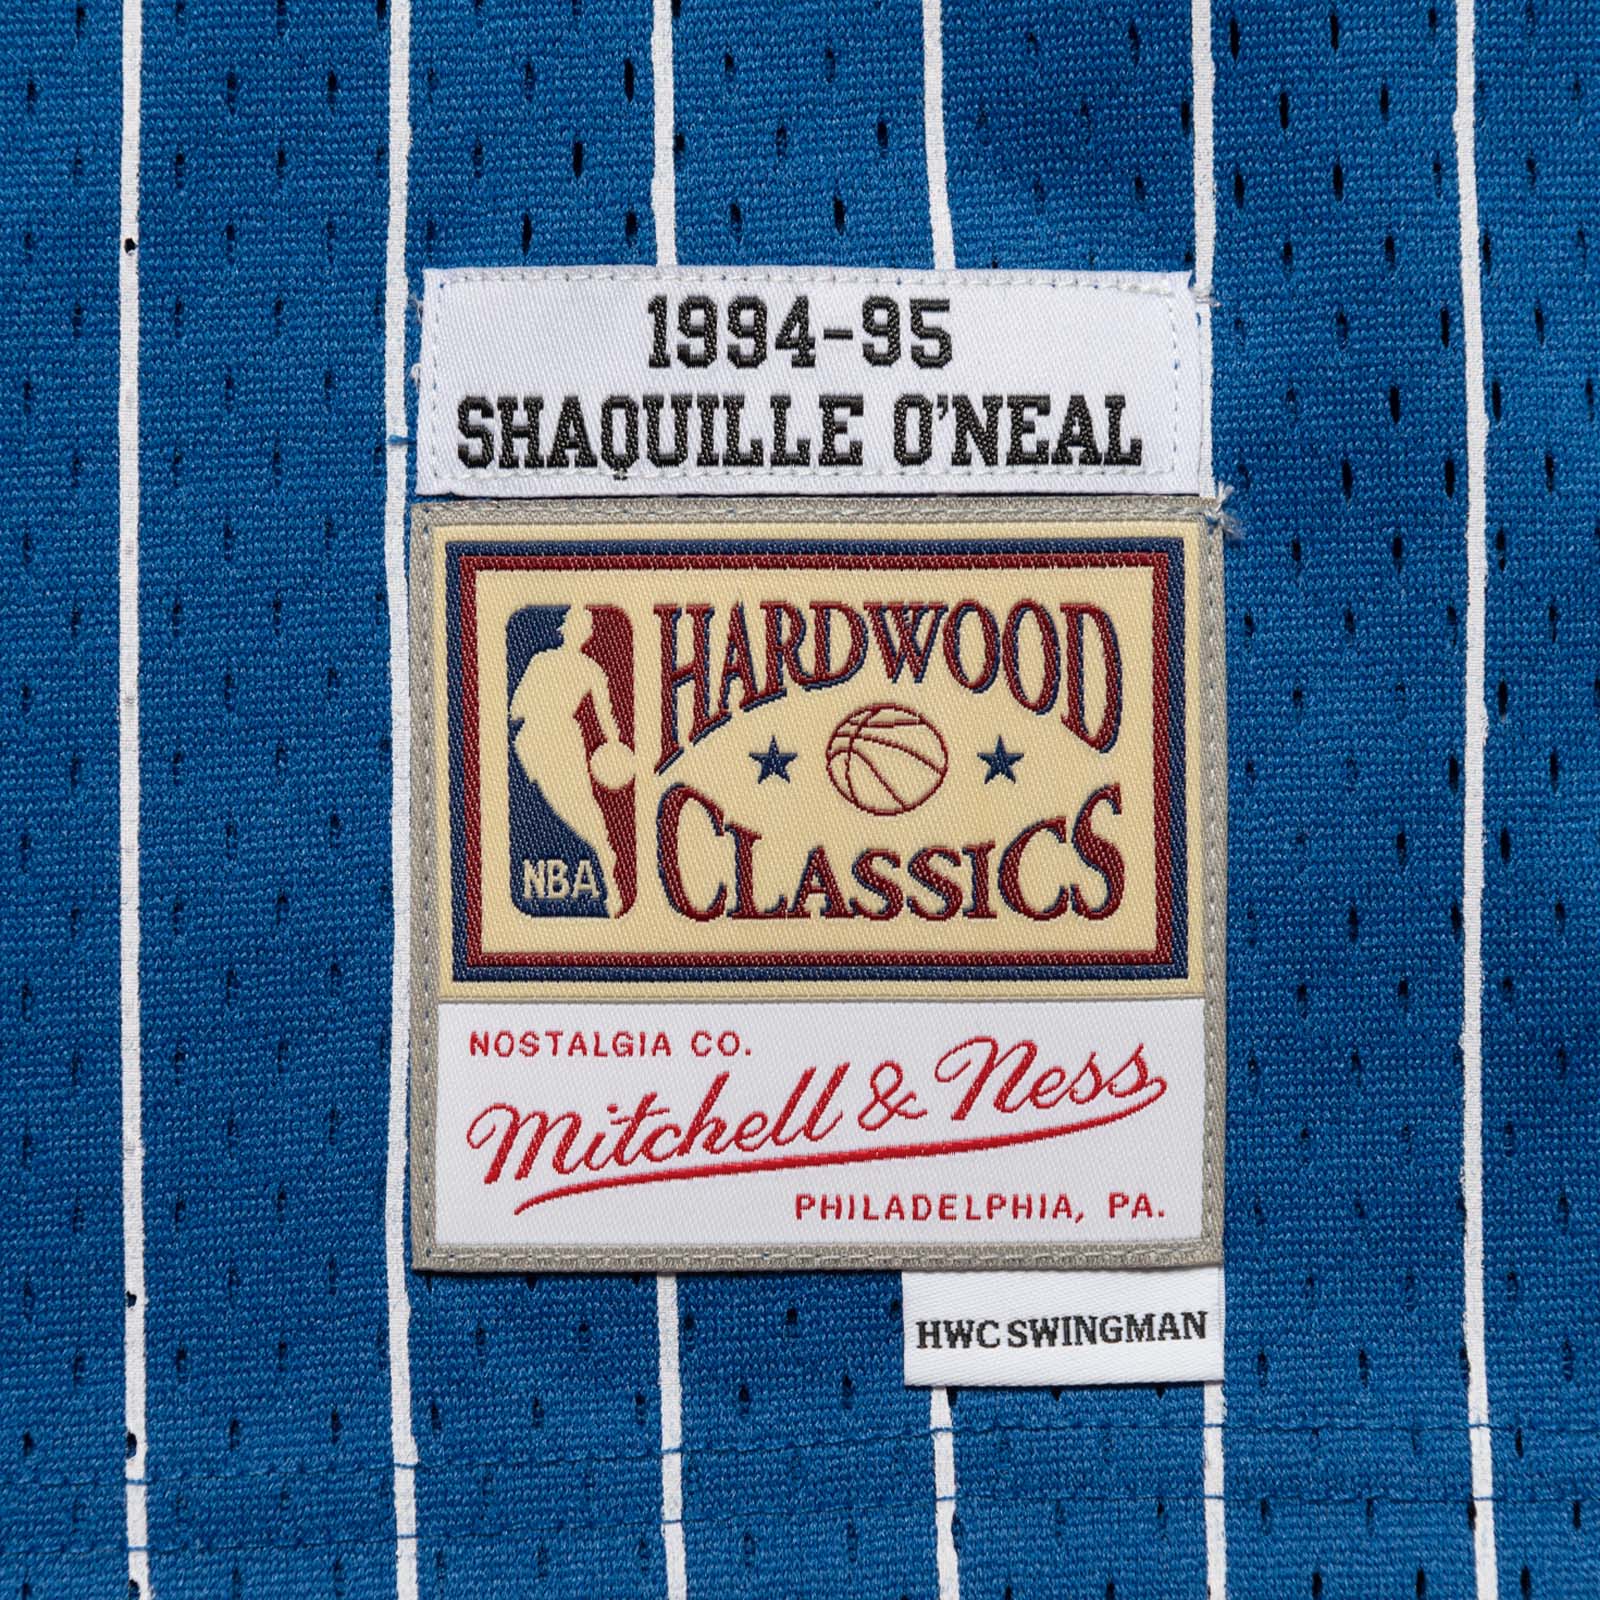 1994-95
SHAQUILLE O'NEAL
HARDWOOD
CLASSICS
NBA
NOSTALGIA CO.
Mitchell & Ness
PHILADELPHIA, PA.
HWC SWINGMAN